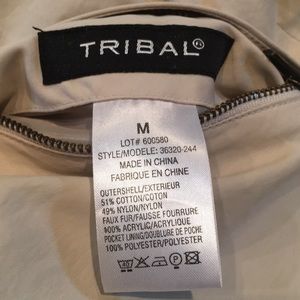 TRIBAL®
M
LOT# 600580
STYLE/MODELE: 36320-244
MADE IN CHINA
FABRIQUE EN CHINE
OUTERSHELL/EXTERIEUR
51% COTTON/COTON
49% NYLON/NYLON
FAUX FUR/FAUSSE FOURRURE
100% ACRYLIC/ACRYLIQUE
POCKET LINING/DOUBLURE DE POCHE
100% POLYESTER/POLYESTER
40
P